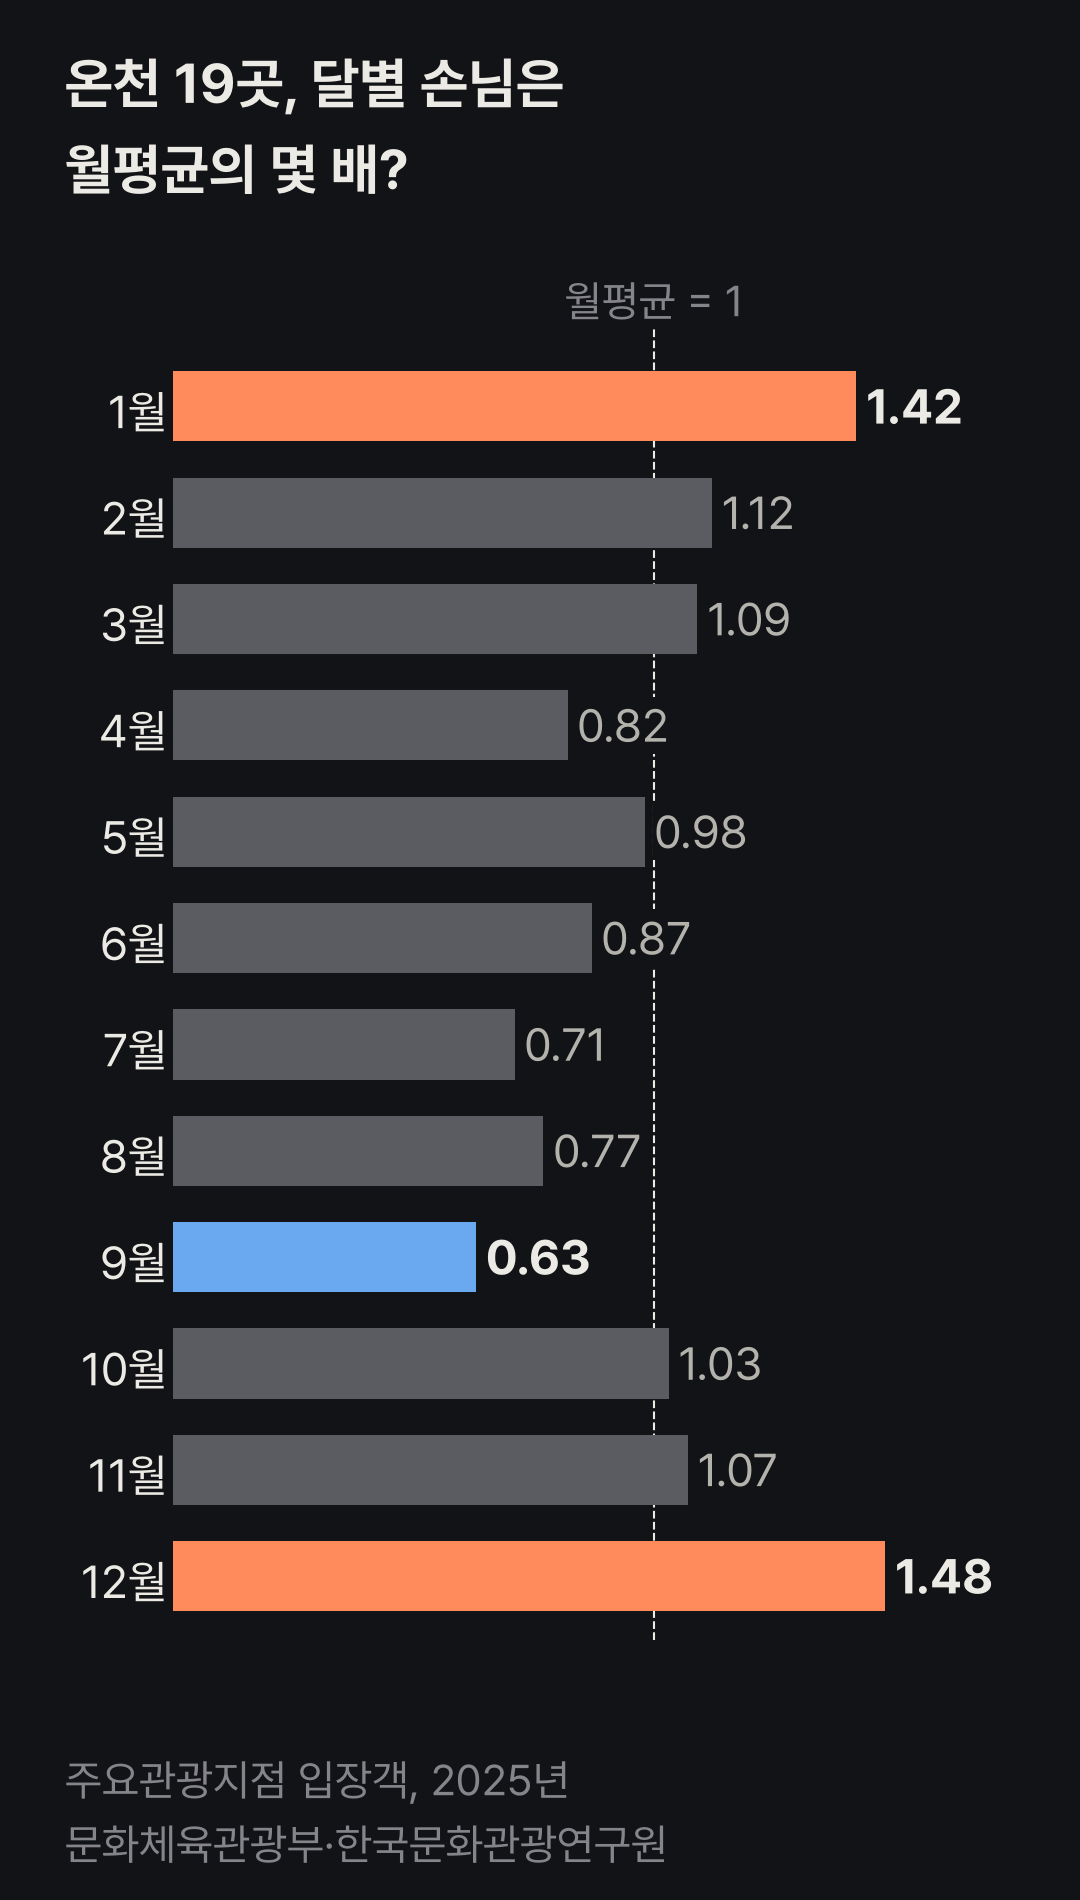 온천 19곳, 달별 손님은
월평균의 몇 배?
월평균 = 1
1월 1.42
2월 1.12
3월 1.09
4월 0.82
5월 0.98
6월 0.87
7월 0.71
8월 0.77
9월 0.63
10월 1.03
11월 1.07
12월 1.48
주요관광지점 입장객, 2025년
문화체육관광부·한국문화관광연구원